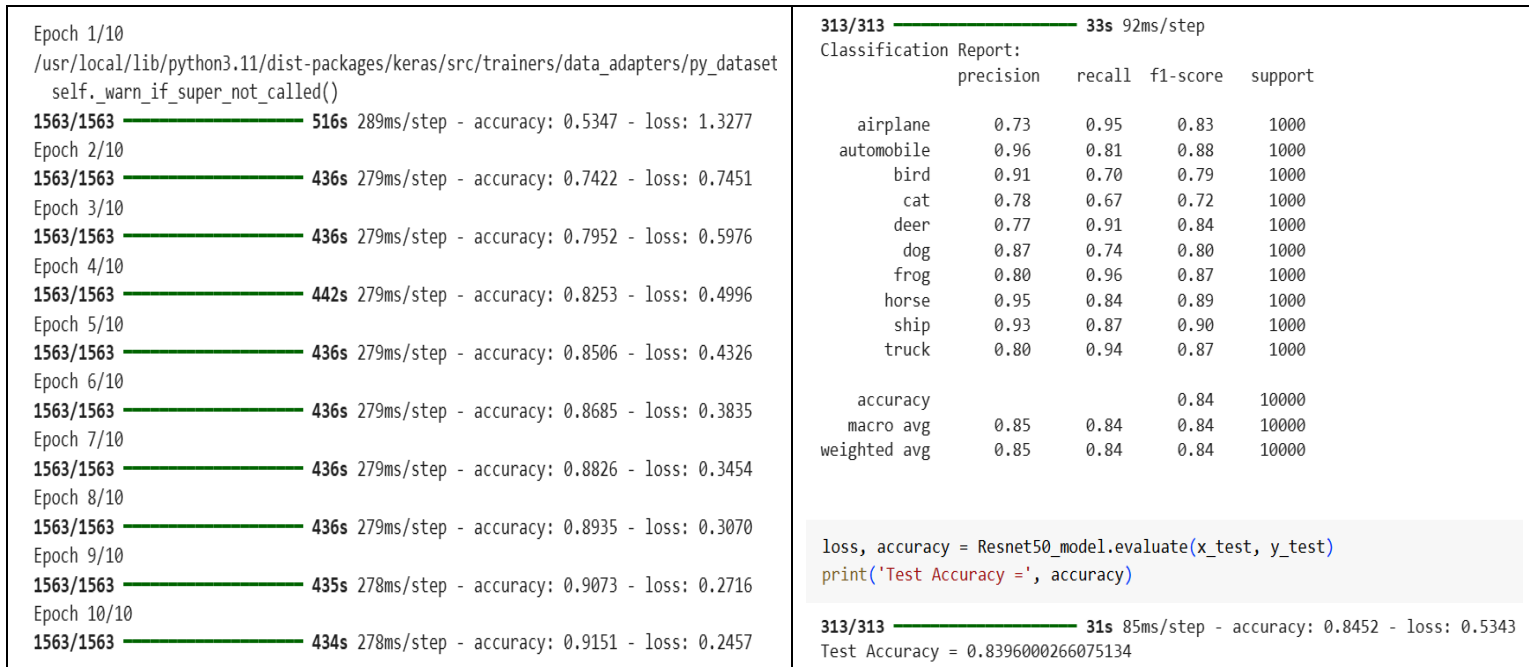 Epoch 1/10
/usr/local/lib/python3.11/dist-packages/keras/src/trainers/data_adapters/py_dataset
self._warn_if_super_not_called()
1563/1563 516s 289ms/step - accuracy: 0.5347 - loss: 1.3277
Epoch 2/10
1563/1563 436s 279ms/step - accuracy: 0.7422 - loss: 0.7451
Epoch 3/10
1563/1563 436s 279ms/step - accuracy: 0.7952 - loss: 0.5976
Epoch 4/10
1563/1563 442s 279ms/step - accuracy: 0.8253 - loss: 0.4996
Epoch 5/10
1563/1563 436s 279ms/step - accuracy: 0.8506 - loss: 0.4326
Epoch 6/10
1563/1563 436s 279ms/step - accuracy: 0.8685 - loss: 0.3835
Epoch 7/10
1563/1563 436s 279ms/step - accuracy: 0.8826 - loss: 0.3454
Epoch 8/10
1563/1563 436s 279ms/step - accuracy: 0.8935 - loss: 0.3070
Epoch 9/10
1563/1563 435s 278ms/step - accuracy: 0.9073 - loss: 0.2716
Epoch 10/10
1563/1563 434s 278ms/step - accuracy: 0.9151 - loss: 0.2457
313/313 33s 92ms/step
Classification Report:
precision recall f1-score support
airplane 0.73 0.95 0.83 1000
automobile 0.96 0.81 0.88 1000
bird 0.91 0.70 0.79 1000
cat 0.78 0.67 0.72 1000
deer 0.77 0.91 0.84 1000
dog 0.87 0.74 0.80 1000
frog 0.80 0.96 0.87 1000
horse 0.95 0.84 0.89 1000
ship 0.93 0.87 0.90 1000
truck 0.80 0.94 0.87 1000
accuracy 0.84 10000
macro avg 0.85 0.84 0.84 10000
weighted avg 0.85 0.84 0.84 10000
loss, accuracy = Resnet50_model.evaluate(x_test, y_test)
print('Test Accuracy =', accuracy)
313/313 31s 85ms/step - accuracy: 0.8452 - loss: 0.5343
Test Accuracy = 0.8396000266075134